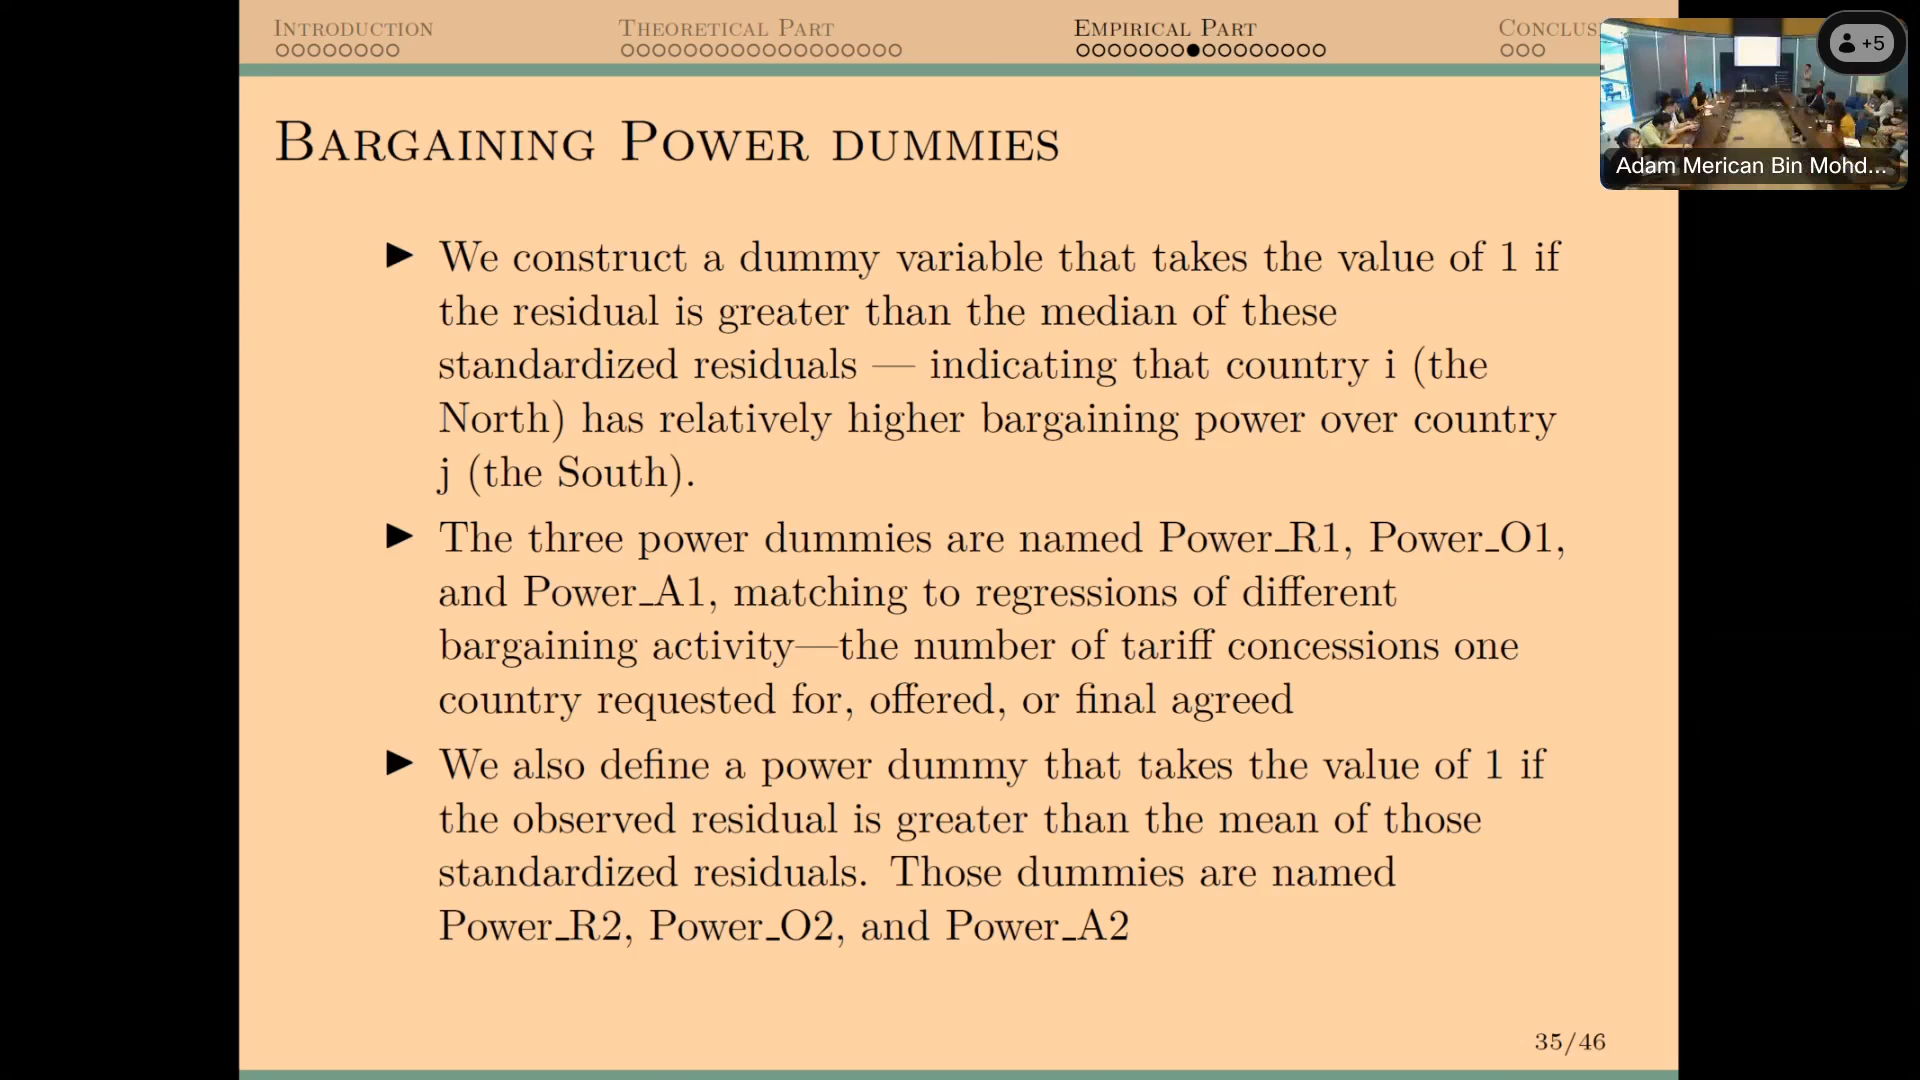 INTRODUCTION
THEORETICAL PART
EMPIRICAL PART
CONCLUS
+5
Adam Merican Bin Mohd...
BARGAINING POWER DUMMIES
▶ We construct a dummy variable that takes the value of 1 if
the residual is greater than the median of these
standardized residuals — indicating that country i (the
North) has relatively higher bargaining power over country
j (the South).
▶ The three power dummies are named Power_R1, Power_O1,
and Power_A1, matching to regressions of different
bargaining activity—the number of tariff concessions one
country requested for, offered, or final agreed
▶ We also define a power dummy that takes the value of 1 if
the observed residual is greater than the mean of those
standardized residuals. Those dummies are named
Power_R2, Power_O2, and Power_A2
35/46